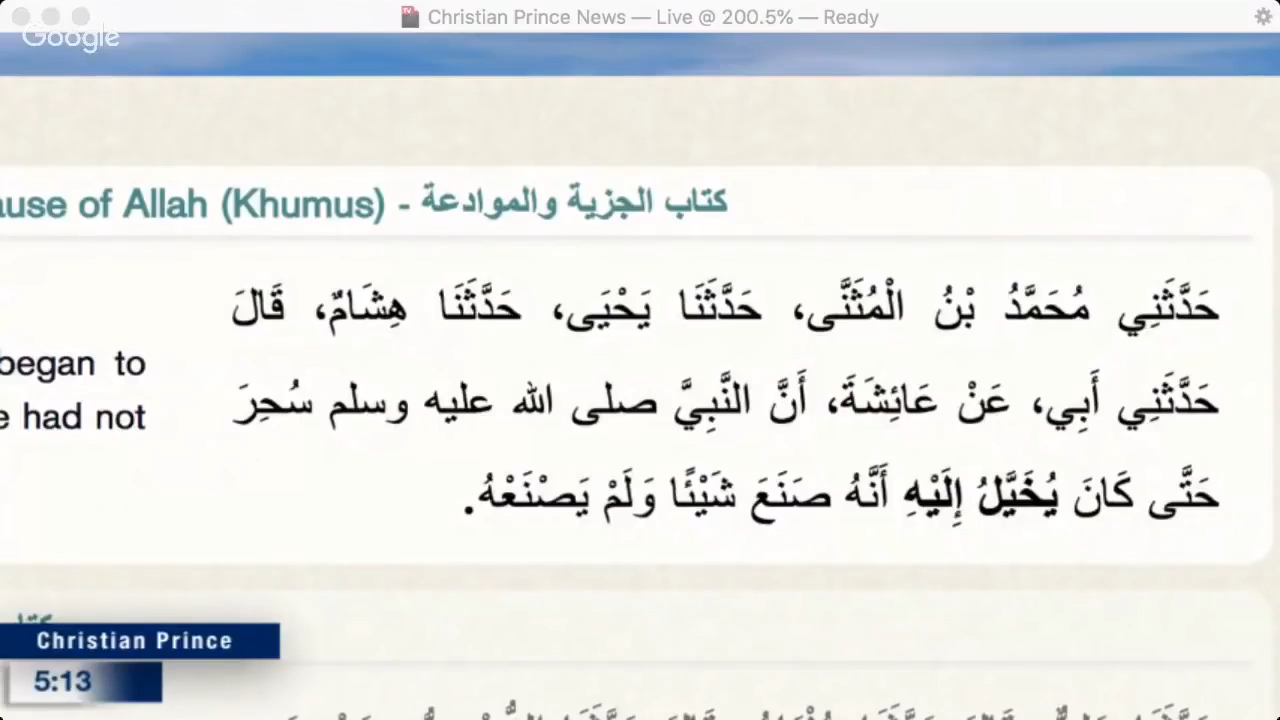 Christian Prince News — Live @ 200.5% — Ready
Google
ause of Allah (Khumus) - كتاب الجزية والموادعة
حَدَّثَنِي مُحَمَّدُ بْنُ الْمُثَنَّى، حَدَّثَنَا يَحْيَى، حَدَّثَنَا هِشَامٌ، قَالَ
began to
حَدَّثَنِي أَبِي، عَنْ عَائِشَةَ، أَنَّ النَّبِيَّ صلى الله عليه وسلم سُحِرَ
had not
حَتَّى كَانَ يُخَيَّلُ إِلَيْهِ أَنَّهُ صَنَعَ شَيْئًا وَلَمْ يَصْنَعْهُ.
Christian Prince
5:13